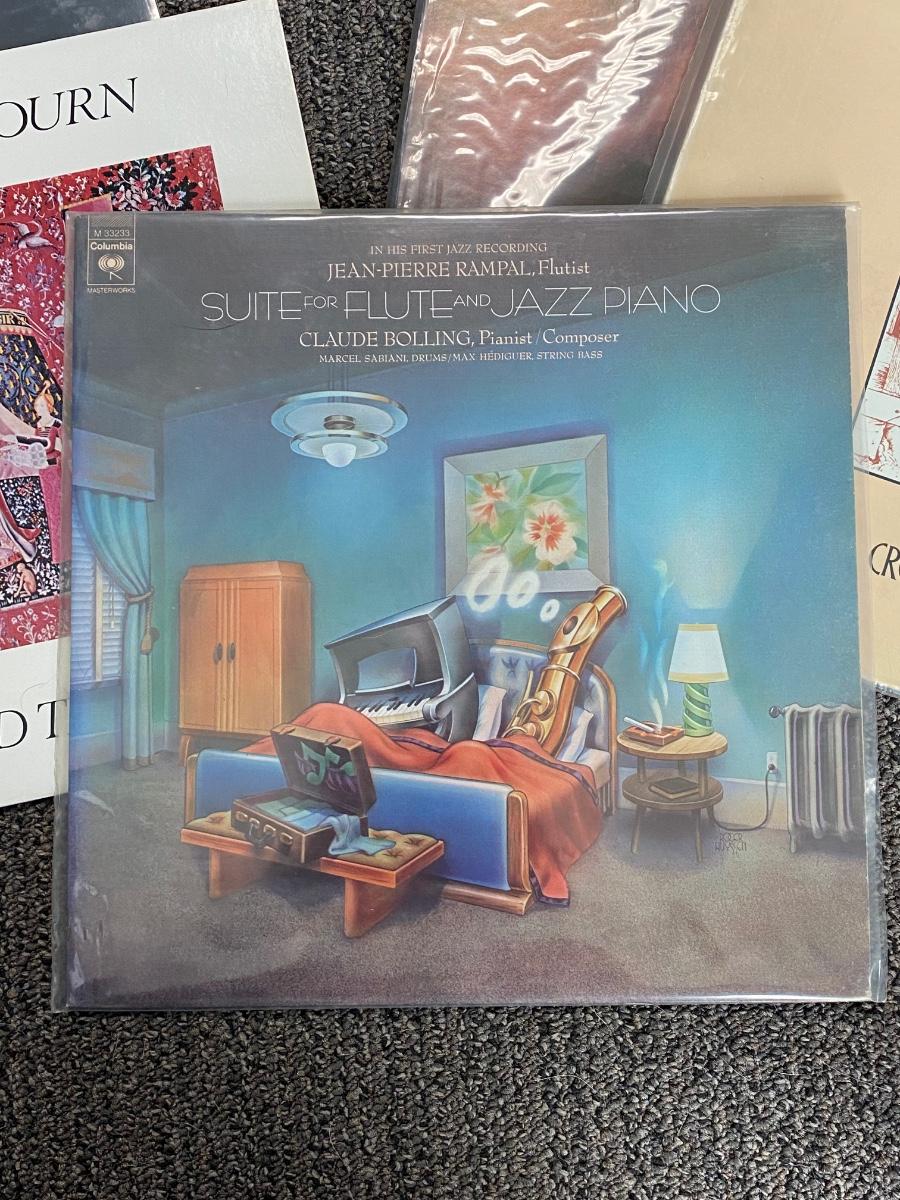 OURN
M 33233
Columbia
MASTERWORKS
IN HIS FIRST JAZZ RECORDING
JEAN-PIERRE RAMPAL, Flutist
SUITE FOR FLUTE AND JAZZ PIANO
CLAUDE BOLLING, Pianist/Composer
MARCEL SABIANI, DRUMS/MAX HÉDIGUER, STRING BASS
CR
DT